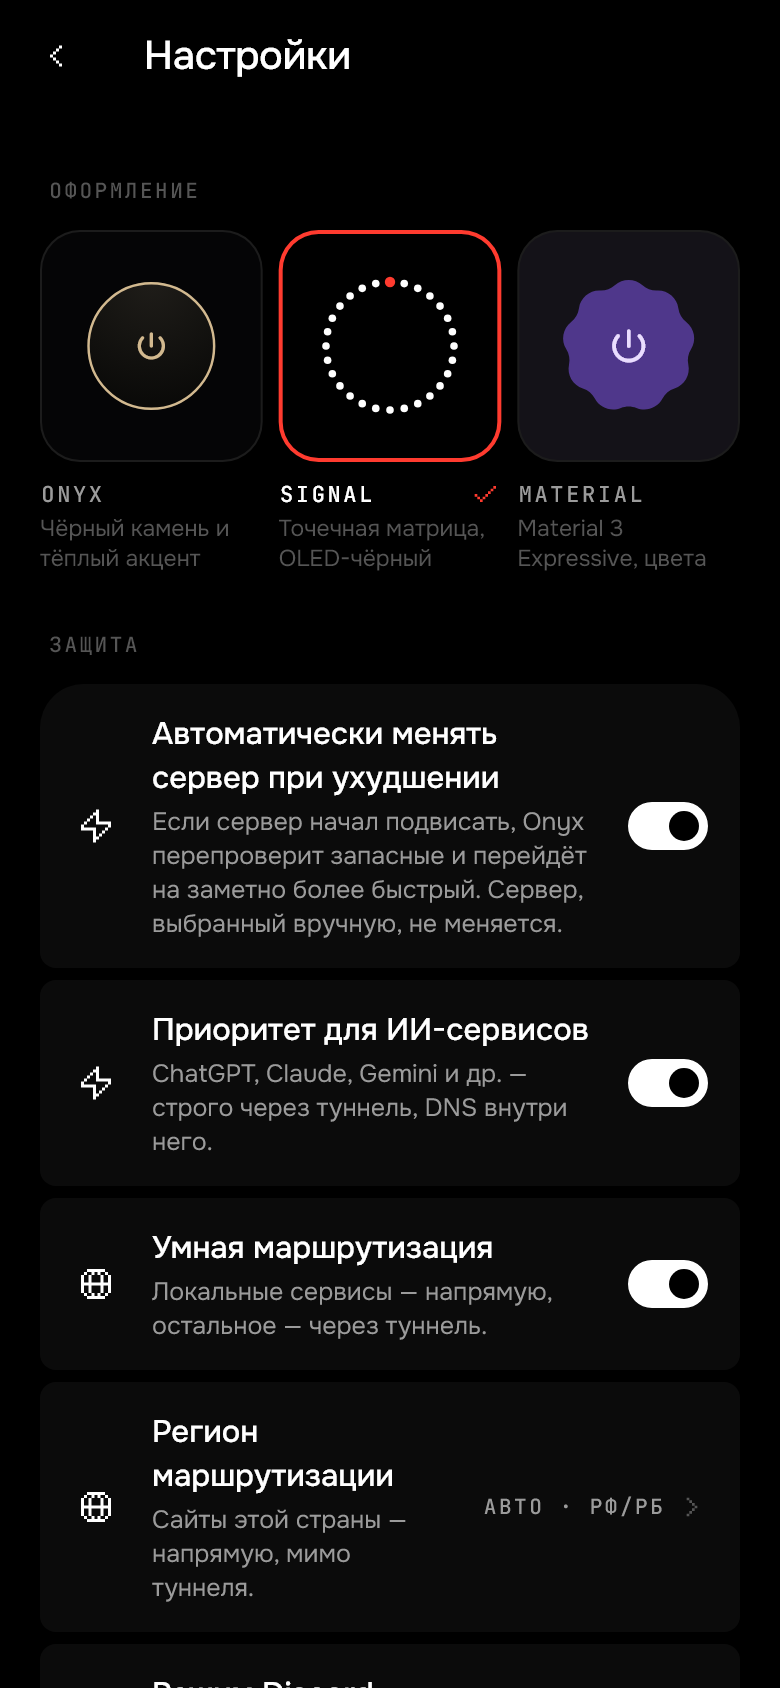 Настройки
ОФОРМЛЕНИЕ
ONYX
Чёрный камень и
тёплый акцент
SIGNAL
Точечная матрица,
OLED-чёрный
MATERIAL
Material 3
Expressive, цвета
ЗАЩИТА
Автоматически менять
сервер при ухудшении
Если сервер начал подвисать, Onyx
перепроверит запасные и перейдёт
на заметно более быстрый. Сервер,
выбранный вручную, не меняется.
Приоритет для ИИ-сервисов
ChatGPT, Claude, Gemini и др. —
строго через туннель, DNS внутри
него.
Умная маршрутизация
Локальные сервисы — напрямую,
остальное — через туннель.
Регион
маршрутизации
Сайты этой страны —
напрямую, мимо
туннеля.
АВТО · РФ/РБ